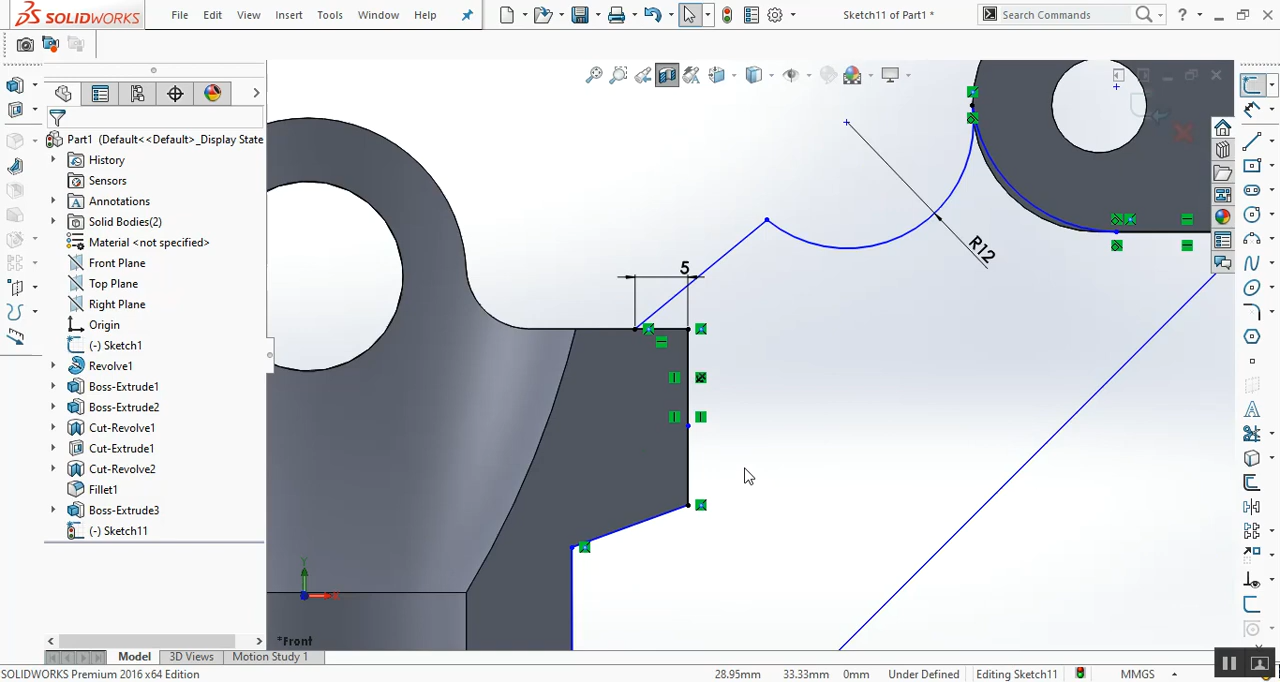 SOLIDWORKS
File
Edit
View
Insert
Tools
Window
Help
Sketch11 of Part1 *
Search Commands
?
Part1 (Default<<Default>_Display State
History
Sensors
Annotations
Solid Bodies(2)
Material <not specified>
Front Plane
Top Plane
Right Plane
Origin
(-) Sketch1
Revolve1
Boss-Extrude1
Boss-Extrude2
Cut-Revolve1
Cut-Extrude1
Cut-Revolve2
Fillet1
Boss-Extrude3
(-) Sketch11
5
R12
Y
X
*Front
Model
3D Views
Motion Study 1
SOLIDWORKS Premium 2016 x64 Edition
28.95mm
33.33mm
0mm
Under Defined
Editing Sketch11
MMGS